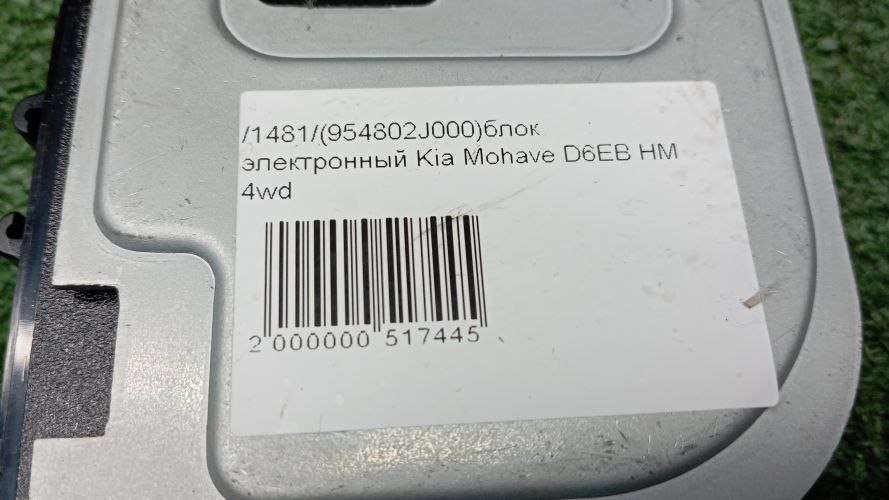 /1481/(954802J000)блок
электронный Kia Mohave D6EB HM
4wd
2 000000 517445